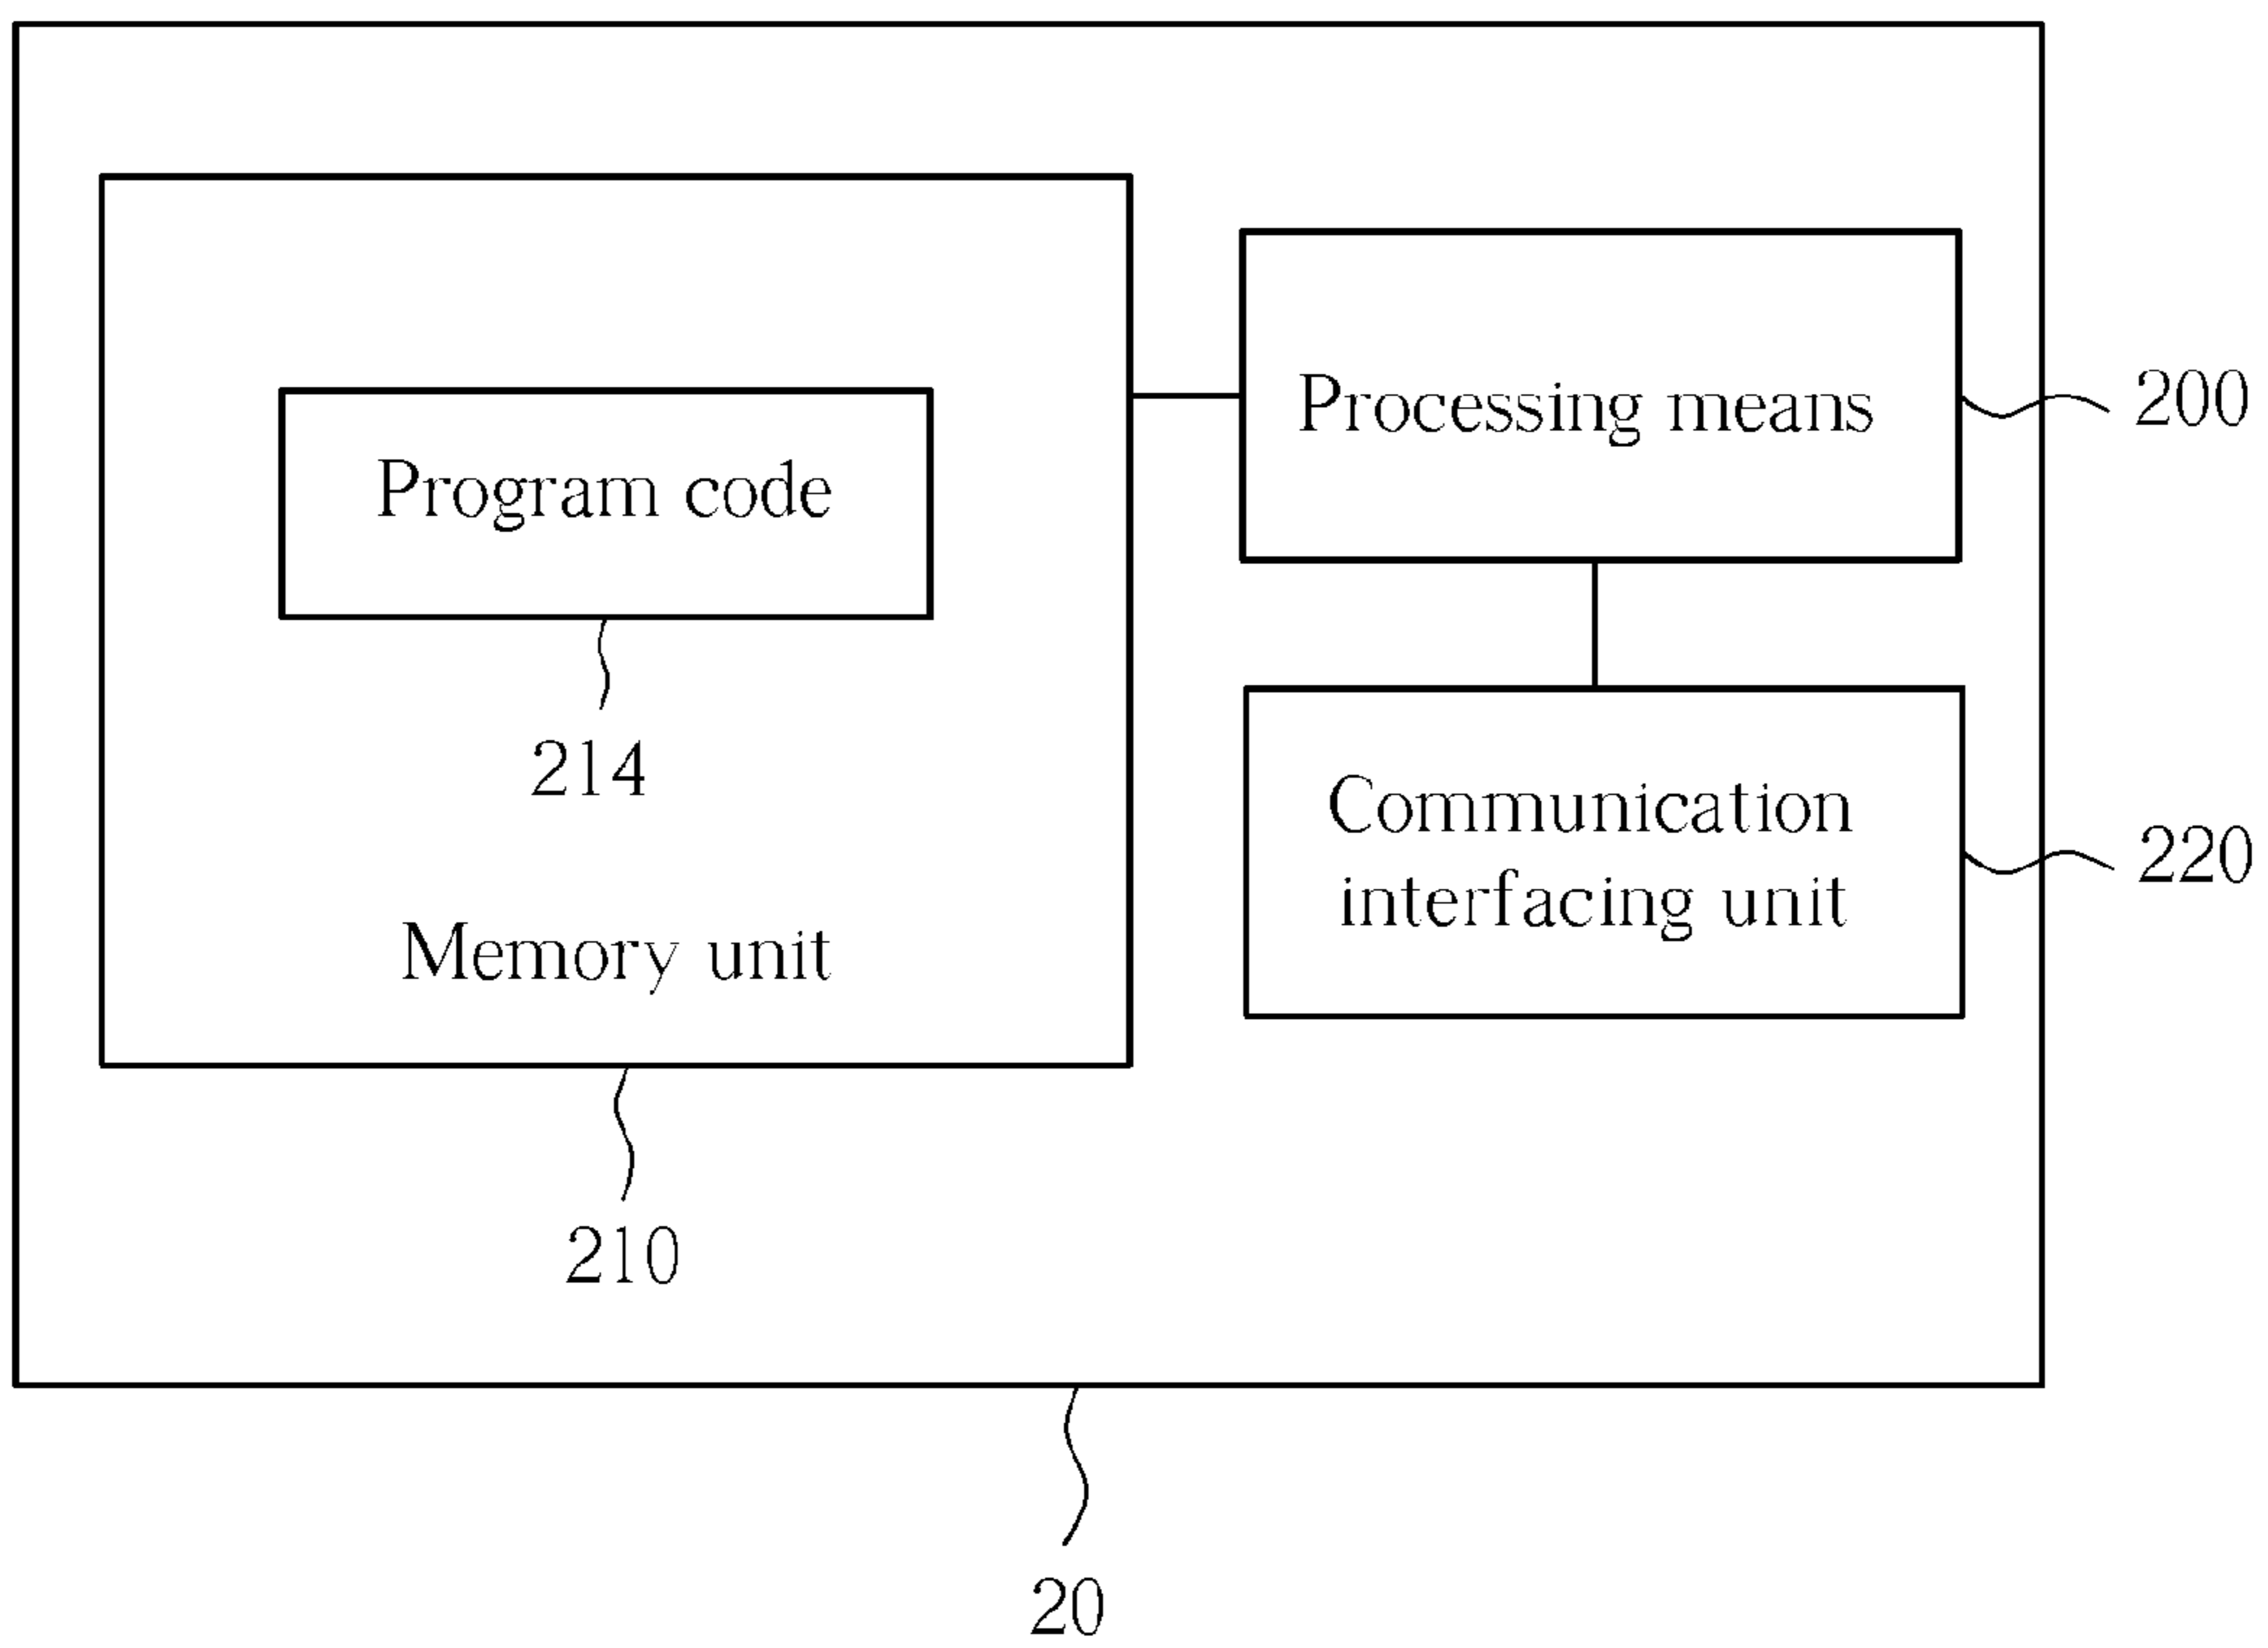 Processing means
200
Program code
214
Communication
interfacing unit
220
Memory unit
210
20